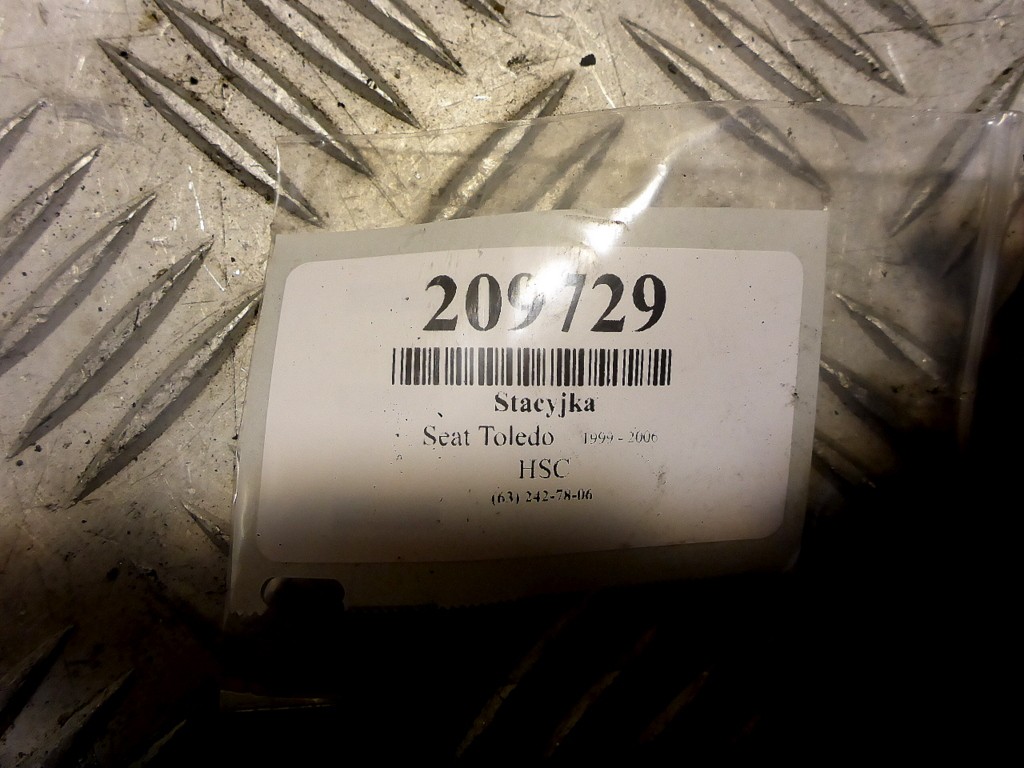 209729
Stacyjka
Seat Toledo 1999 - 2006
HSC
(63) 242-78-06